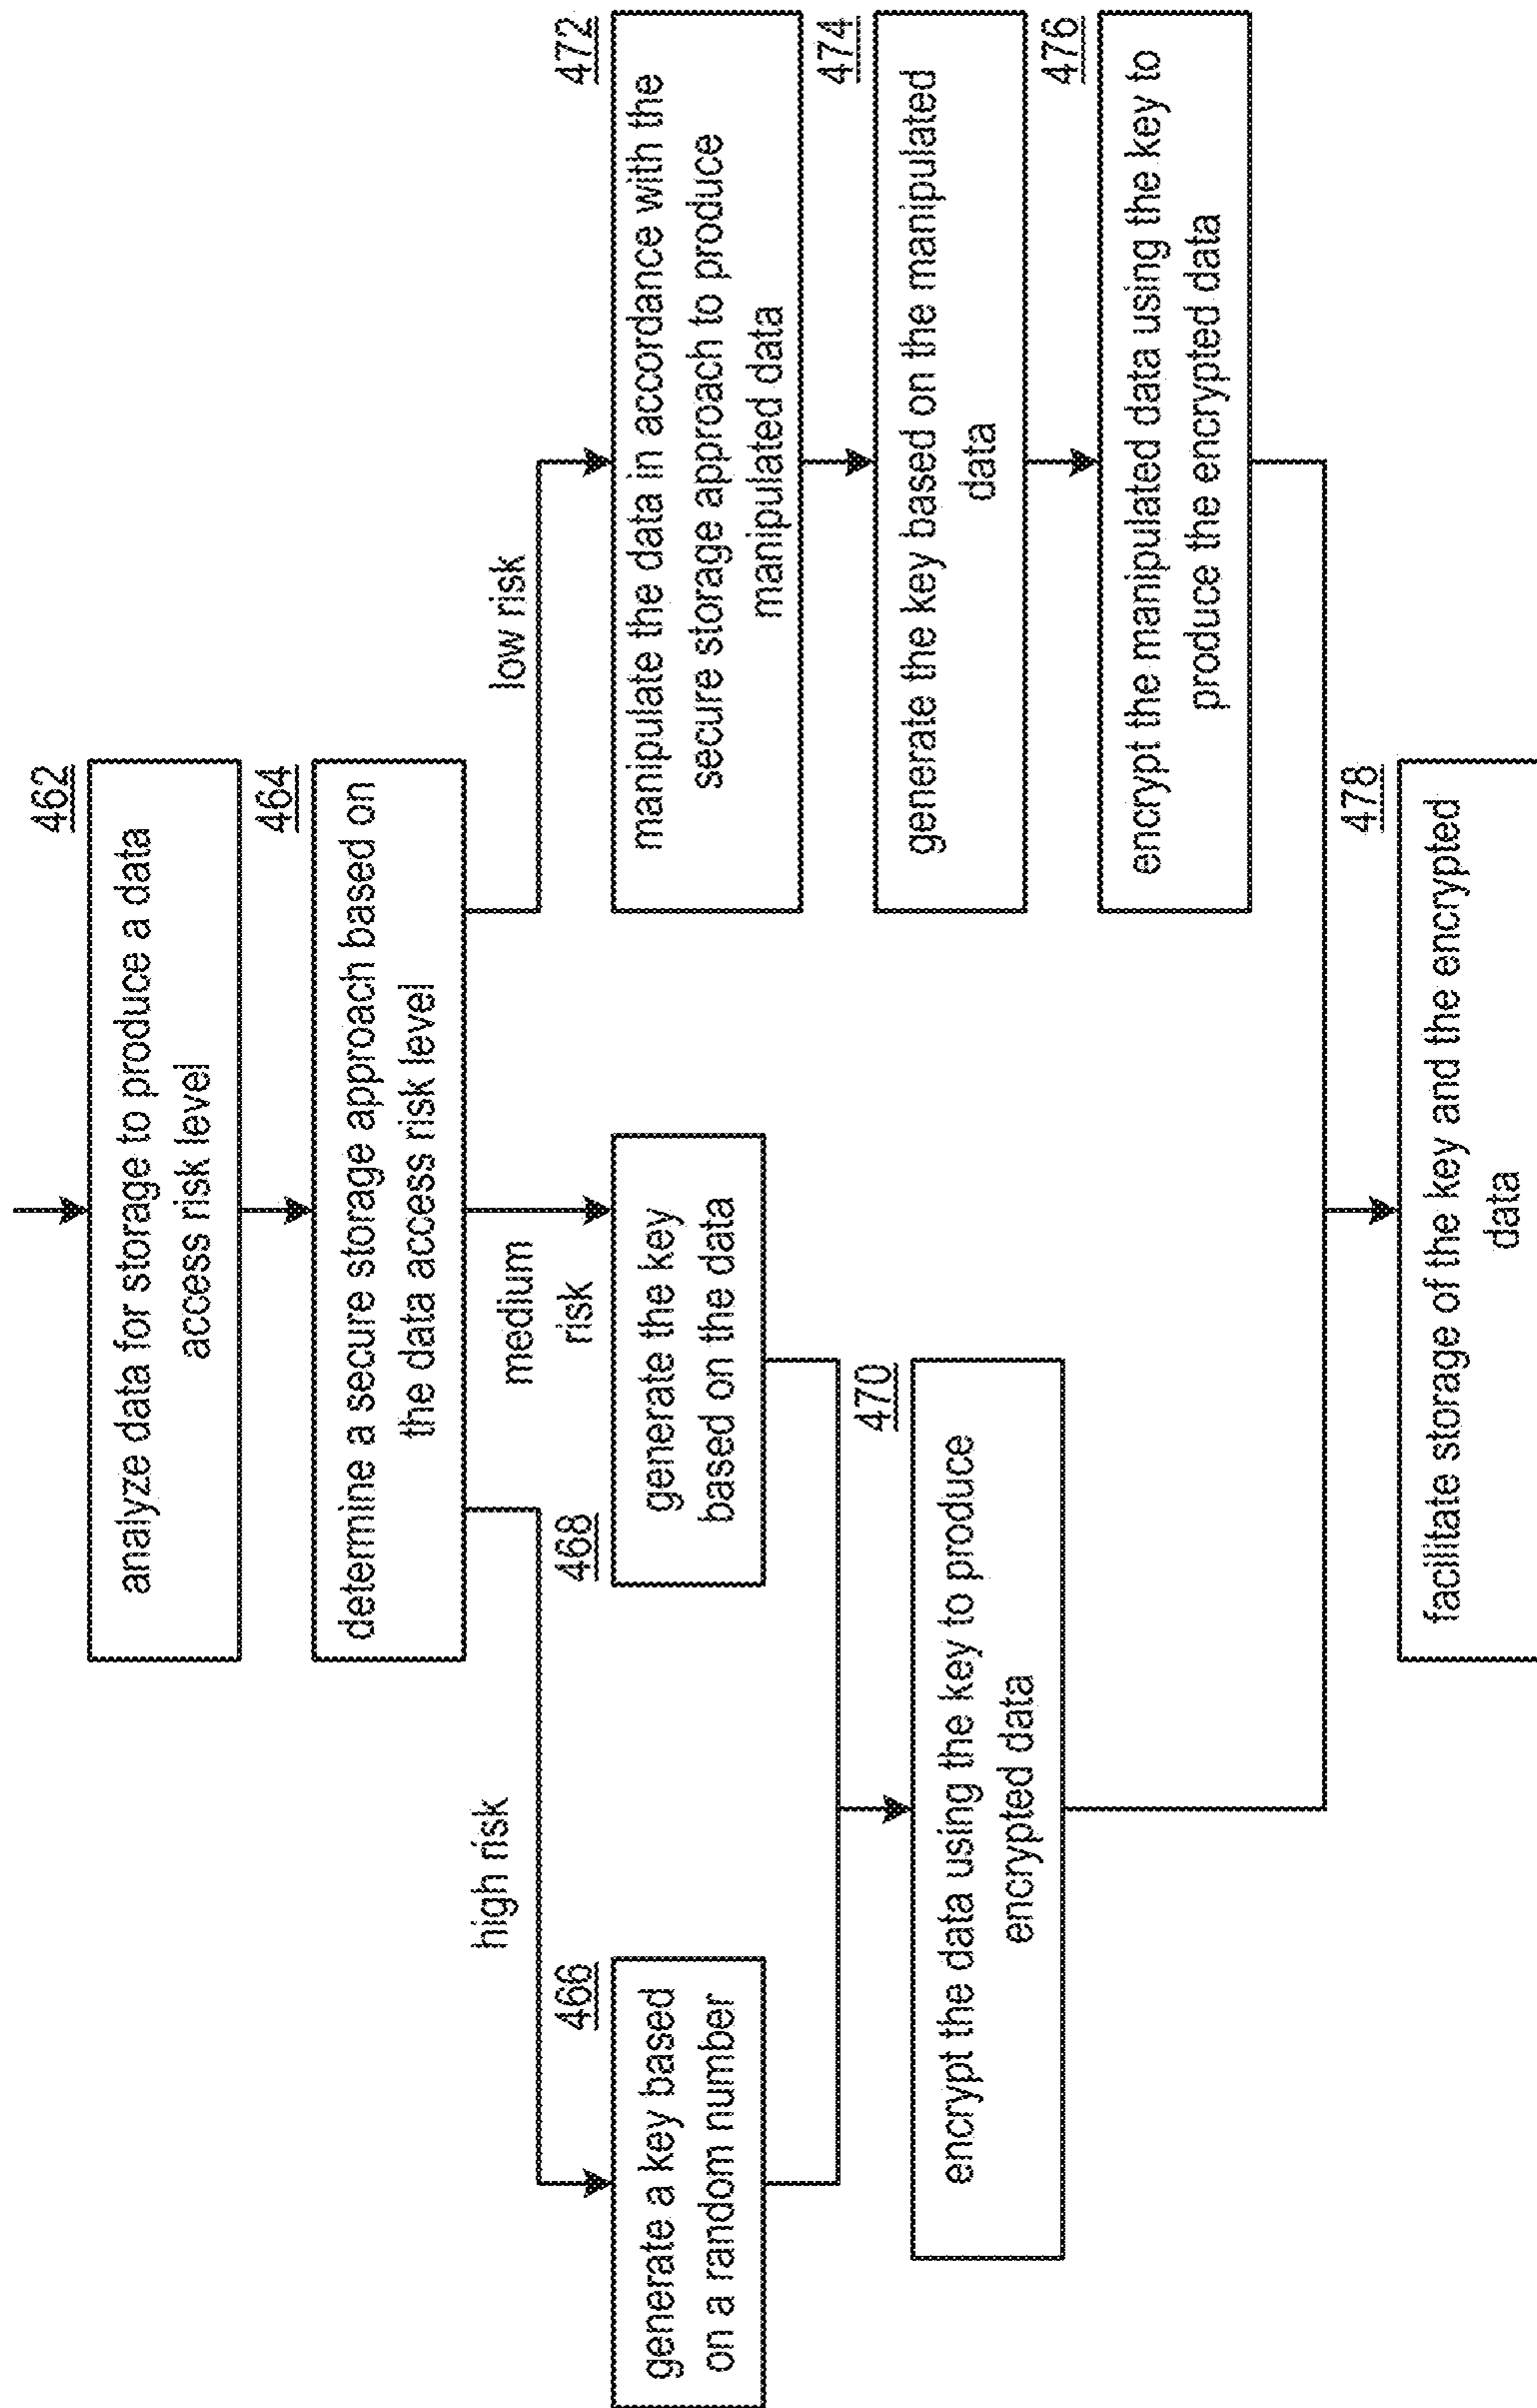 462
analyze data for storage to produce a data
access risk level
464
determine a secure storage approach based on
the data access risk level
high risk
medium
risk
low risk
466
generate a key based
on a random number
468
generate the key
based on the data
470
encrypt the data using the key to produce
encrypted data
472
manipulate the data in accordance with the
secure storage approach to produce
manipulated data
474
generate the key based on the manipulated
data
476
encrypt the manipulated data using the key to
produce the encrypted data
478
facilitate storage of the key and the encrypted
data